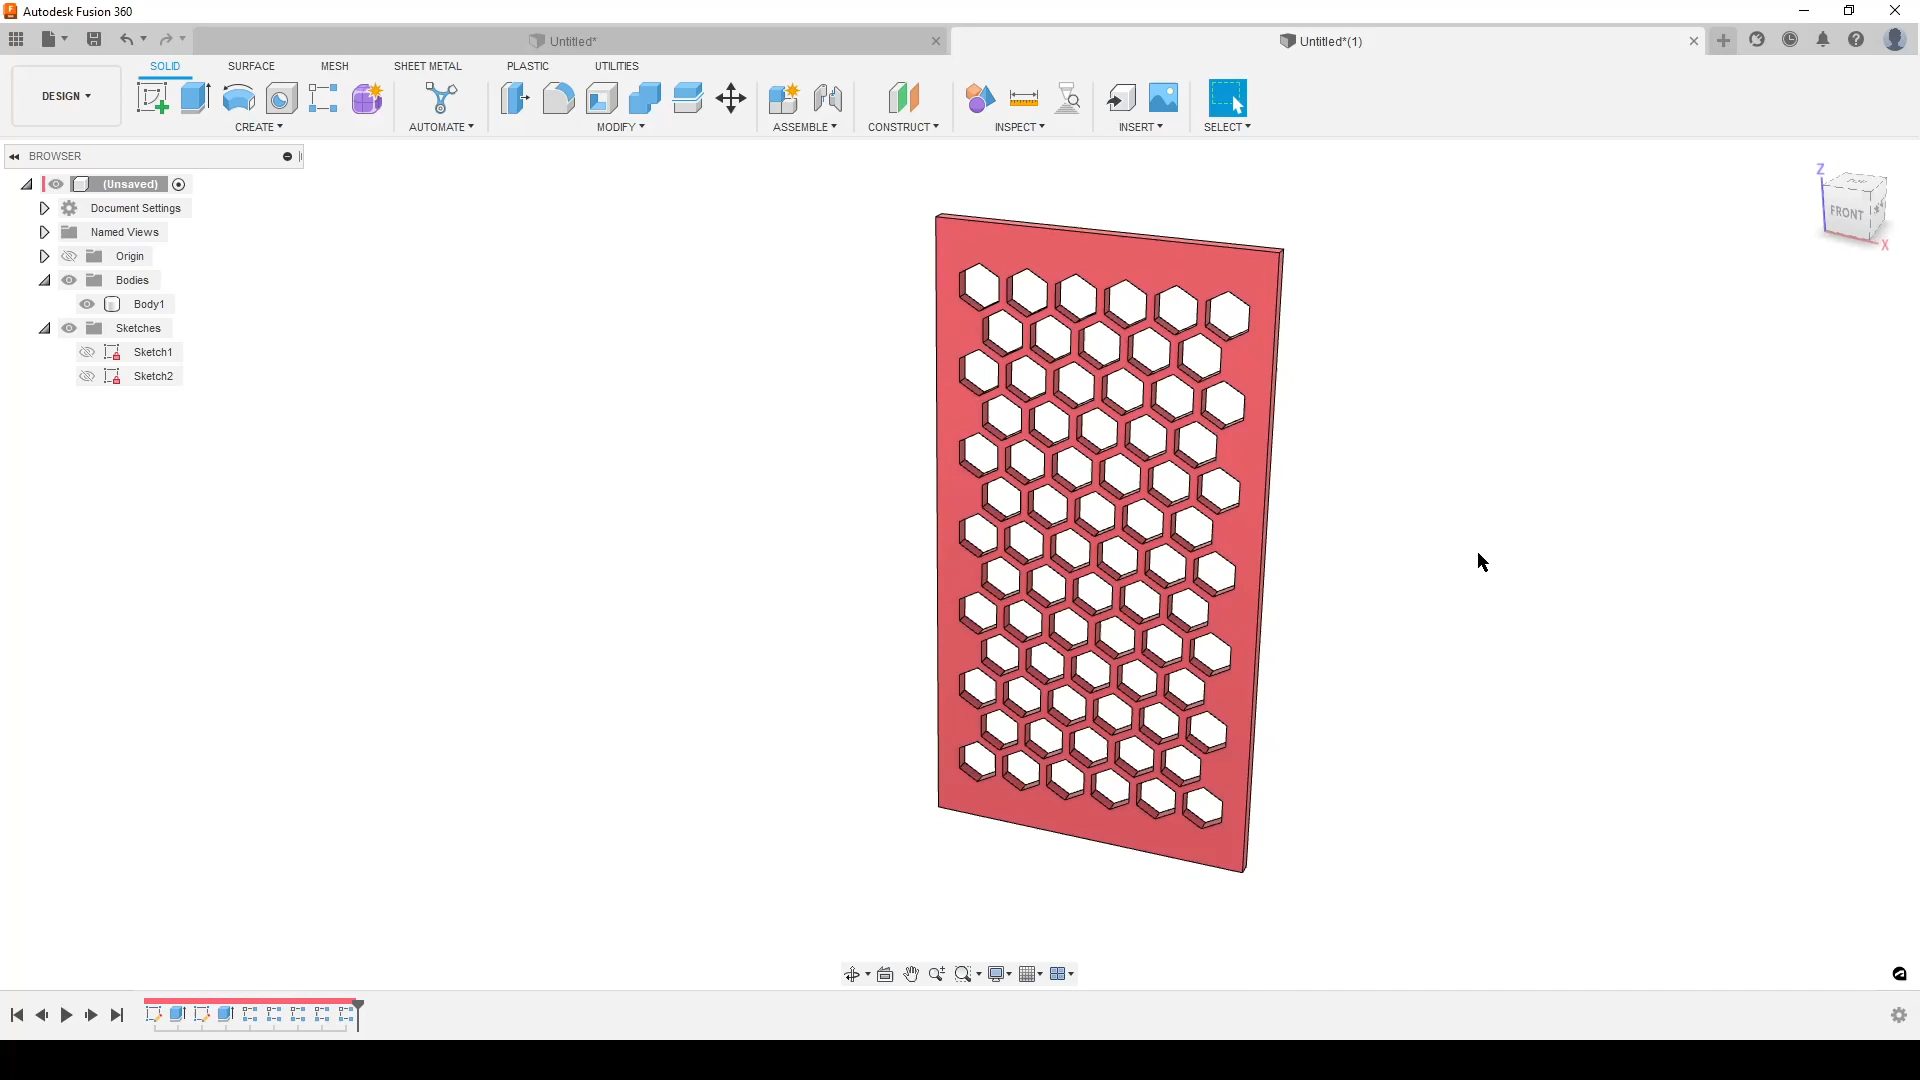 Autodesk Fusion 360
Untitled*
Untitled*(1)
SOLID
SURFACE
MESH
SHEET METAL
PLASTIC
UTILITIES
DESIGN
CREATE
AUTOMATE
MODIFY
ASSEMBLE
CONSTRUCT
INSPECT
INSERT
SELECT
BROWSER
(Unsaved)
Document Settings
Named Views
Origin
Bodies
Body1
Sketches
Sketch1
Sketch2
Z
FRONT
X